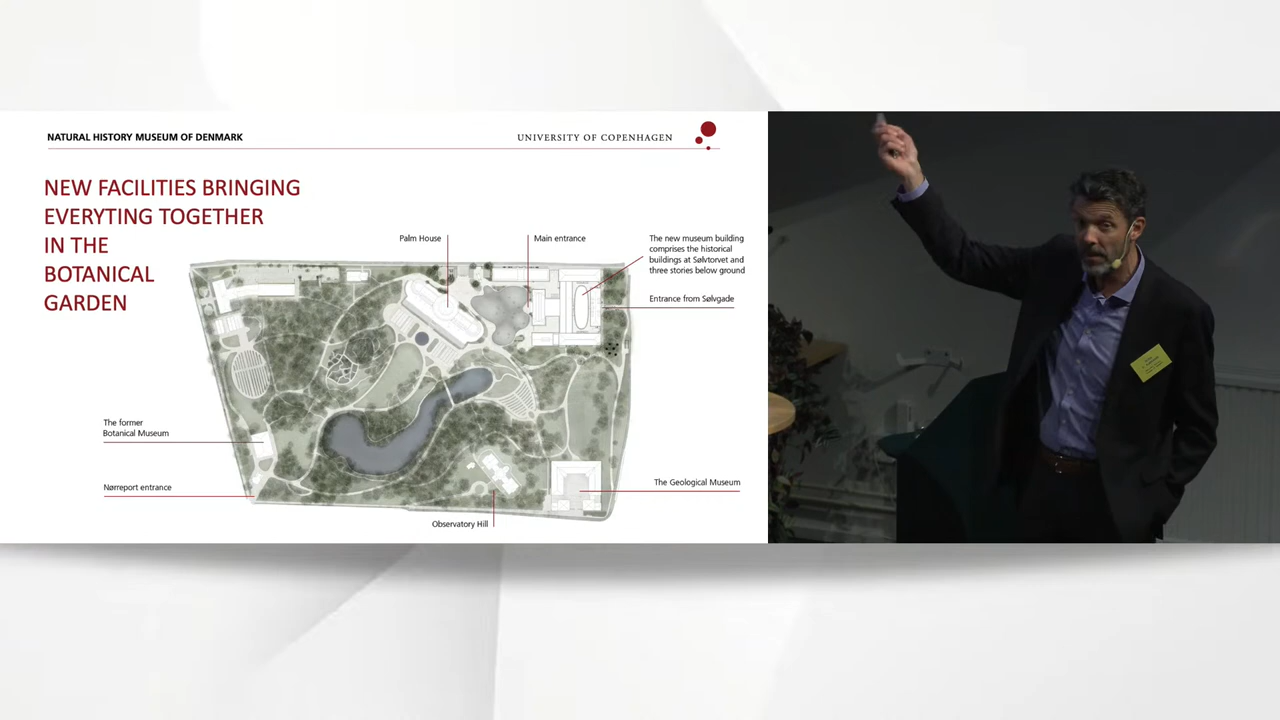 NATURAL HISTORY MUSEUM OF DENMARK
UNIVERSITY OF COPENHAGEN
NEW FACILITIES BRINGING
EVERYTING TOGETHER
IN THE
BOTANICAL
GARDEN
Palm House
Main entrance
The new museum building
comprises the historical
buildings at Sølvtorvet and
three stories below ground
Entrance from Sølvgade
The former
Botanical Museum
Nørreport entrance
The Geological Museum
Observatory Hill